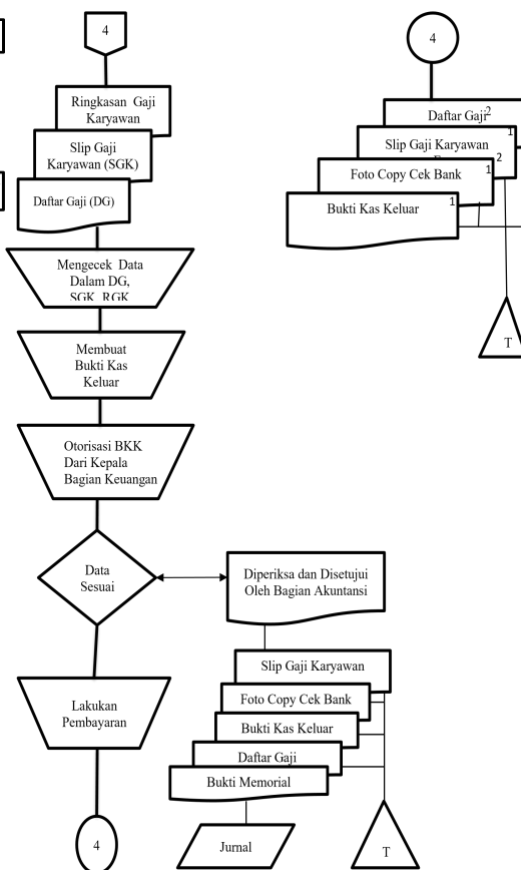 4
Ringkasan Gaji
Karyawan
Slip Gaji
Karyawan (SGK)
Daftar Gaji (DG)
Mengecek Data
Dalam DG,
SGK, RGK
Membuat
Bukti Kas
Keluar
Otorisasi BKK
Dari Kepala
Bagian Keuangan
Data
Sesuai
Lakukan
Pembayaran
4
4
Daftar Gaji 2
Slip Gaji Karyawan 1
2
Foto Copy Cek Bank 1
Bukti Kas Keluar 1
T
Diperiksa dan Disetujui
Oleh Bagian Akuntansi
Slip Gaji Karyawan
Foto Copy Cek Bank
Bukti Kas Keluar
Daftar Gaji
Bukti Memorial
Jurnal
T